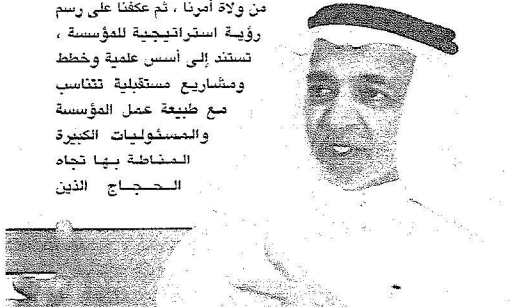 من ولاة أمرنا ، ثم عكفنا على رسم
رؤية استراتيجية للمؤسسة ،
تستند إلى أسس علمية وخطط
ومشاريع مستقبلية تتناسب
مع طبيعة عمل المؤسسة
والمسئوليات الكبيرة
المناطة بها تجاه
الحجاج الذين